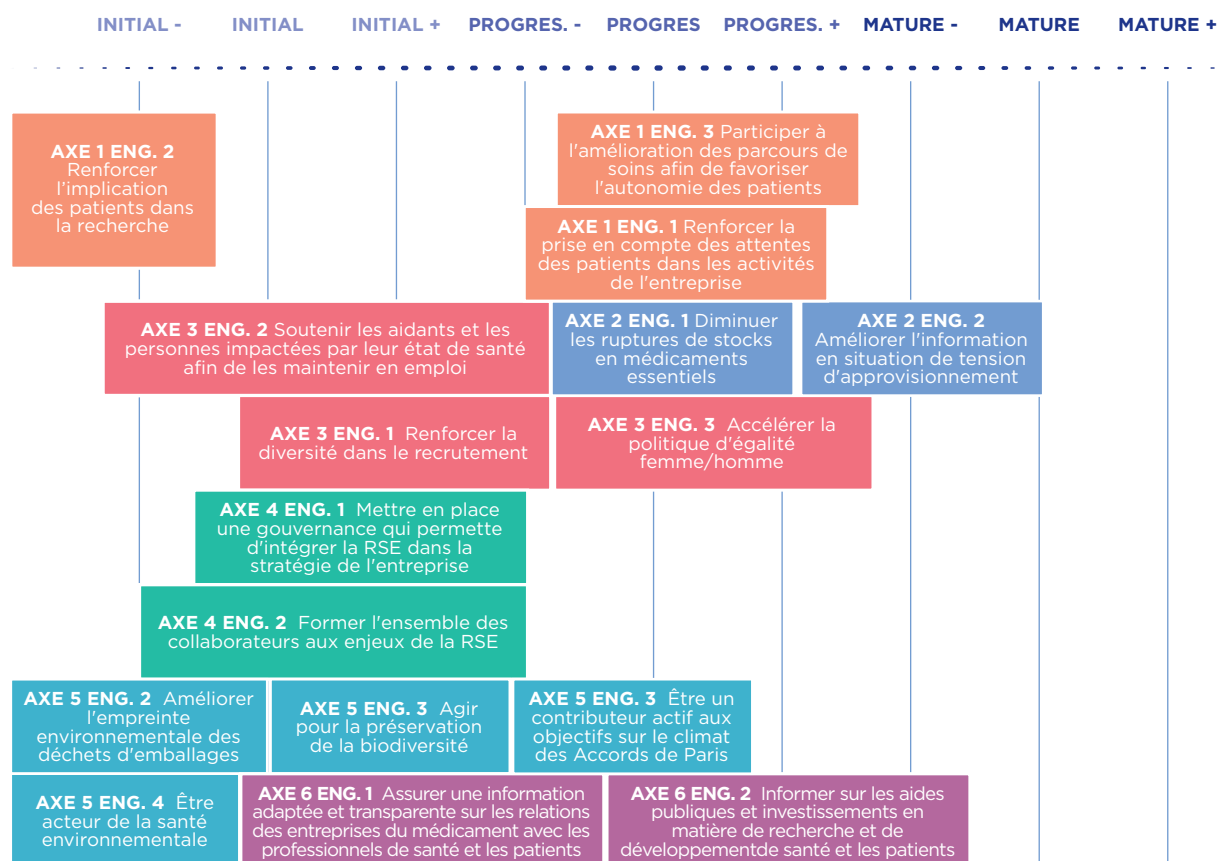 INITIAL - INITIAL INITIAL + PROGRES. - PROGRES PROGRES. + MATURE - MATURE MATURE +
AXE 1 ENG. 2
Renforcer
l'implication
des patients dans
la recherche
AXE 1 ENG. 3 Participer à
l'amélioration des parcours de
soins afin de favoriser
l'autonomie des patients
AXE 1 ENG. 1 Renforcer la
prise en compte des attentes
des patients dans les activités
de l'entreprise
AXE 3 ENG. 2 Soutenir les aidants et les
personnes impactées par leur état de santé
afin de les maintenir en emploi
AXE 2 ENG. 1 Diminuer
les ruptures de stocks
en médicaments
essentiels
AXE 2 ENG. 2
Améliorer l'information
en situation de tension
d'approvisionnement
AXE 3 ENG. 1 Renforcer la
diversité dans le recrutement
AXE 3 ENG. 3 Accélérer la
politique d'égalité
femme/homme
AXE 4 ENG. 1 Mettre en place
une gouvernance qui permette
d'intégrer la RSE dans la
stratégie de l'entreprise
AXE 4 ENG. 2 Former l'ensemble des
collaborateurs aux enjeux de la RSE
AXE 5 ENG. 2 Améliorer
l'empreinte
environnementale des
déchets d'emballages
AXE 5 ENG. 3 Agir
pour la préservation
de la biodiversité
AXE 5 ENG. 3 Être un
contributeur actif aux
objectifs sur le climat
des Accords de Paris
AXE 5 ENG. 4 Être
acteur de la santé
environnementale
AXE 6 ENG. 1 Assurer une information
adaptée et transparente sur les relations
des entreprises du médicament avec les
professionnels de santé et les patients
AXE 6 ENG. 2 Informer sur les aides
publiques et investissements en
matière de recherche et de
développementde santé et les patients